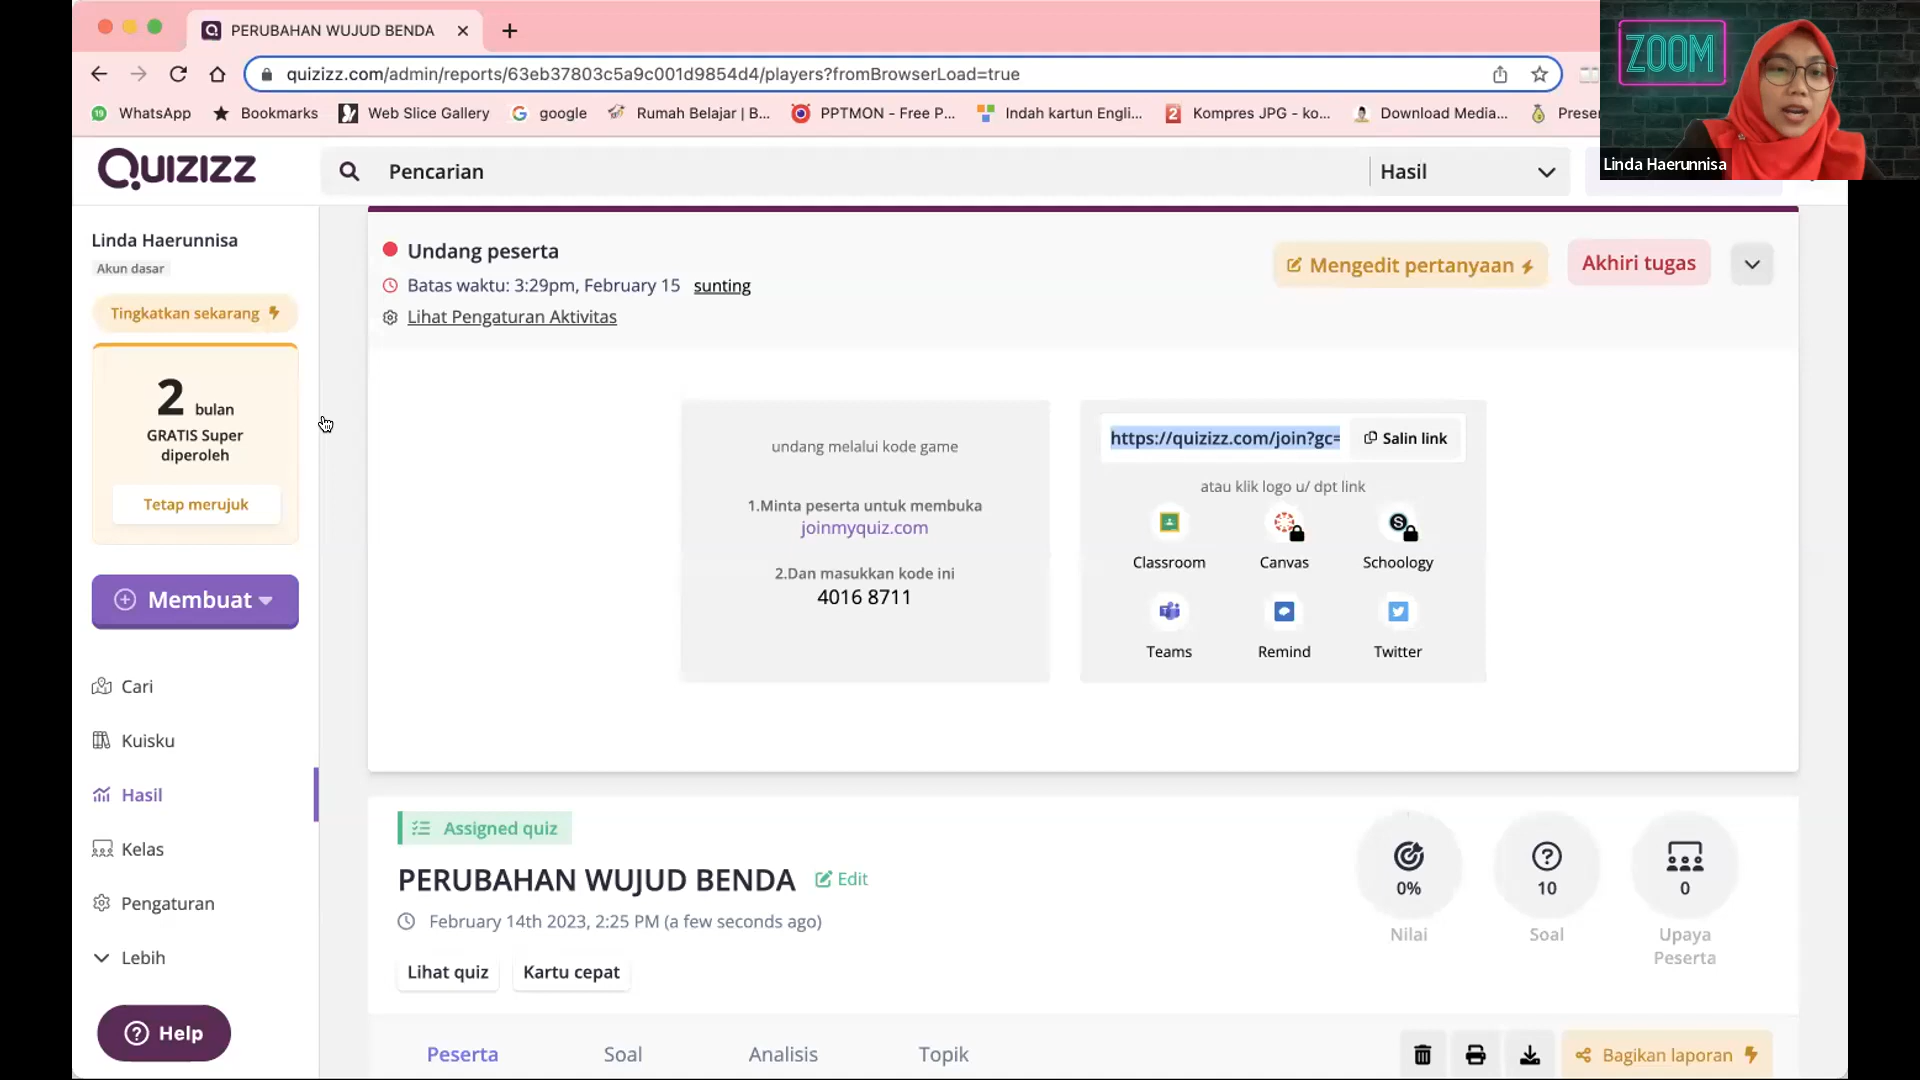 PERUBAHAN WUJUD BENDA
quizizz.com/admin/reports/63eb37803c5a9c001d9854d4/players?fromBrowserLoad=true
WhatsApp
Bookmarks
Web Slice Gallery
google
Rumah Belajar | B...
PPTMON - Free P...
Indah kartun Engli...
Kompres JPG - ko...
Download Media...
ZOOM
Linda Haerunnisa
Quizizz
Pencarian
Hasil
Linda Haerunnisa
Akun dasar
Tingkatkan sekarang
2 bulan
GRATIS Super
diperoleh
Tetap merujuk
Membuat
Cari
Kuisku
Hasil
Kelas
Pengaturan
Lebih
Help
Undang peserta
Batas waktu: 3:29pm, February 15 sunting
Lihat Pengaturan Aktivitas
Mengedit pertanyaan
Akhiri tugas
undang melalui kode game
1.Minta peserta untuk membuka
joinmyquiz.com
2.Dan masukkan kode ini
4016 8711
https://quizizz.com/join?gc=
Salin link
atau klik logo u/ dpt link
Classroom
Canvas
Schoology
Teams
Remind
Twitter
Assigned quiz
PERUBAHAN WUJUD BENDA
Edit
February 14th 2023, 2:25 PM (a few seconds ago)
Lihat quiz
Kartu cepat
0%
Nilai
10
Soal
0
Upaya
Peserta
Peserta
Soal
Analisis
Topik
Bagikan laporan